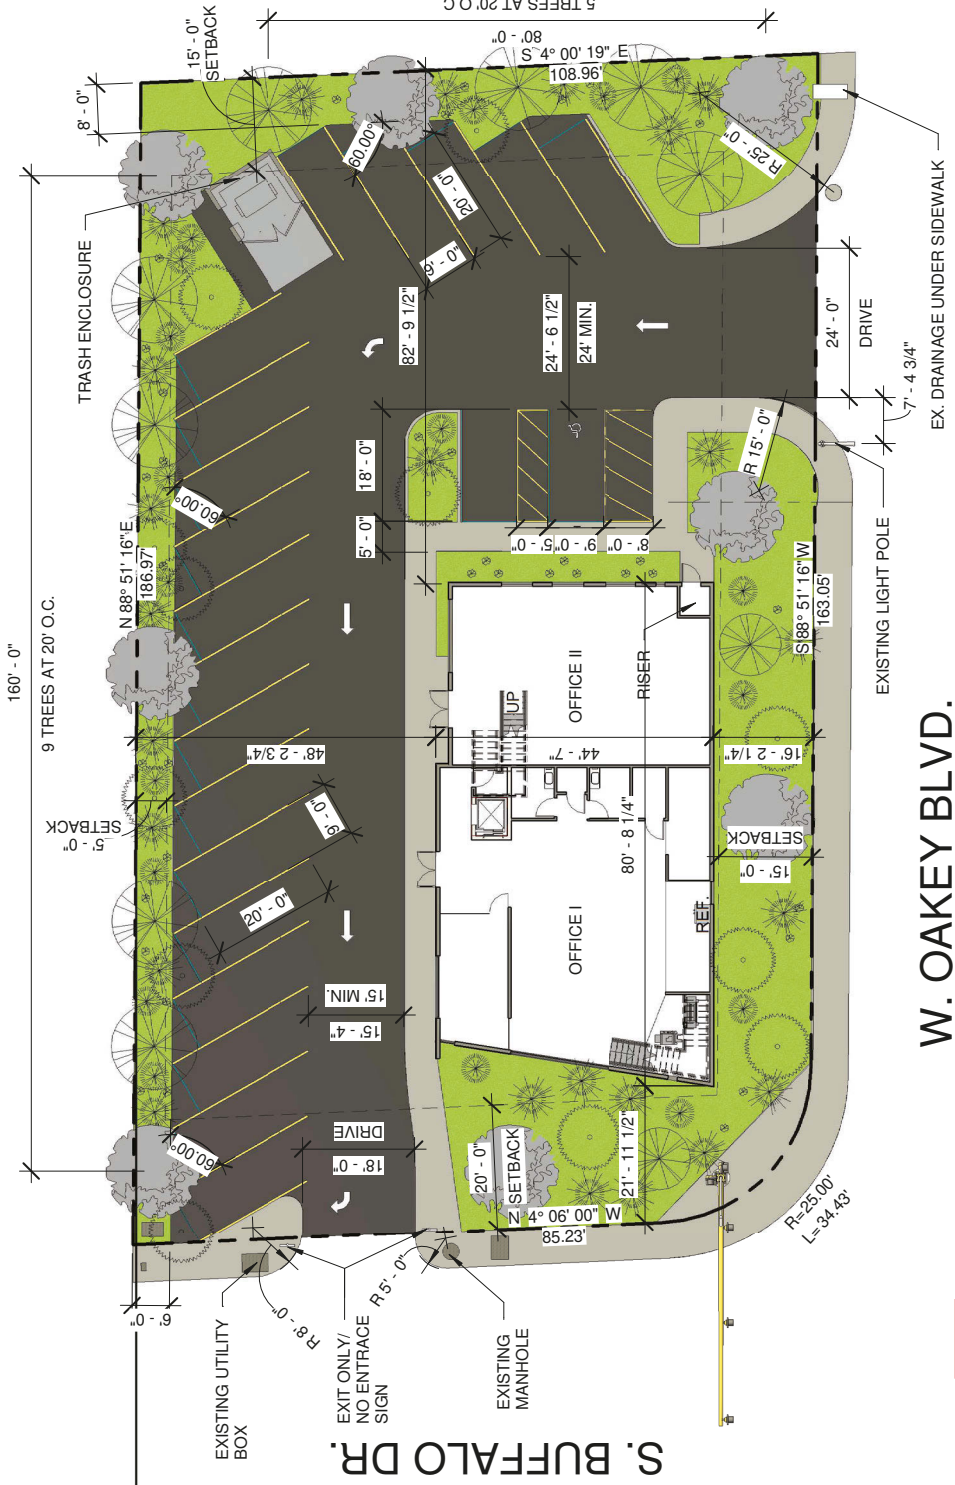 5 TREES AT 20' O.C
80' - 0"
S 4° 00' 19" E
108.96'
15' - 0"
SETBACK
8' - 0"
160' - 0"
9 TREES AT 20' O.C.
TRASH ENCLOSURE
N 88° 51' 16" E
186.97'
60.00°
20' - 0"
9' - 0"
R 25' - 0"
EX. DRAINAGE UNDER SIDEWALK
82' - 9 1/2"
24' - 6 1/2"
24' MIN.
24' - 0"
DRIVE
7' - 4 3/4"
EXISTING LIGHT POLE
R 15' - 0"
60.00°
18' - 0"
5' - 0"
5' - 0"
9' - 0"
8' - 0"
S 88° 51' 16" W
163.05'
RISER
OFFICE II
UP
48' - 2 3/4"
44' - 7"
16' - 2 1/4"
5' - 0"
SETBACK
9' - 0"
20' - 0"
80' - 8 1/4"
OFFICE I
REF.
SETBACK
15' - 0"
15' MIN.
15' - 4"
DRIVE
18' - 0"
60.00°
20' - 0"
SETBACK
21' - 11 1/2"
N 4° 06' 00" W
85.23'
R=25.00'
L=34.43'
6' - 0"
R 8' - 0"
R 5' - 0"
EXISTING UTILITY
BOX
EXIT ONLY/
NO ENTRACE
SIGN
EXISTING
MANHOLE
S. BUFFALO DR.
W. OAKEY BLVD.